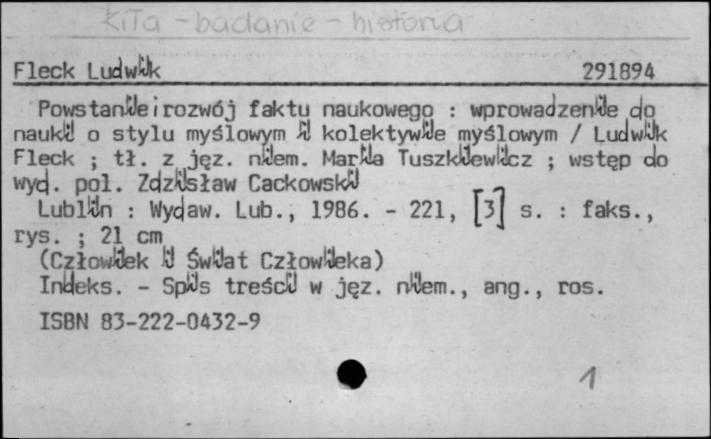 KiTa - badanie - historia
Fleck Ludwik 291894
Powstanie i rozwój faktu naukowego : wprowadzenie do
nauki o stylu myślowym i kolektywie myślowym / Ludwik
Fleck ; tł. z jęz. niem. Maria Tuszkiewicz ; wstęp do
wyd. pol. Zdzisław Cackowski
Lublin : Wydaw. Lub., 1986. - 221, [3] s. : faks.,
rys. ; 21 cm
(Człowiek i Świat Człowieka)
Indeks. - Spis treści w jęz. niem., ang., ros.
ISBN 83-222-0432-9
1